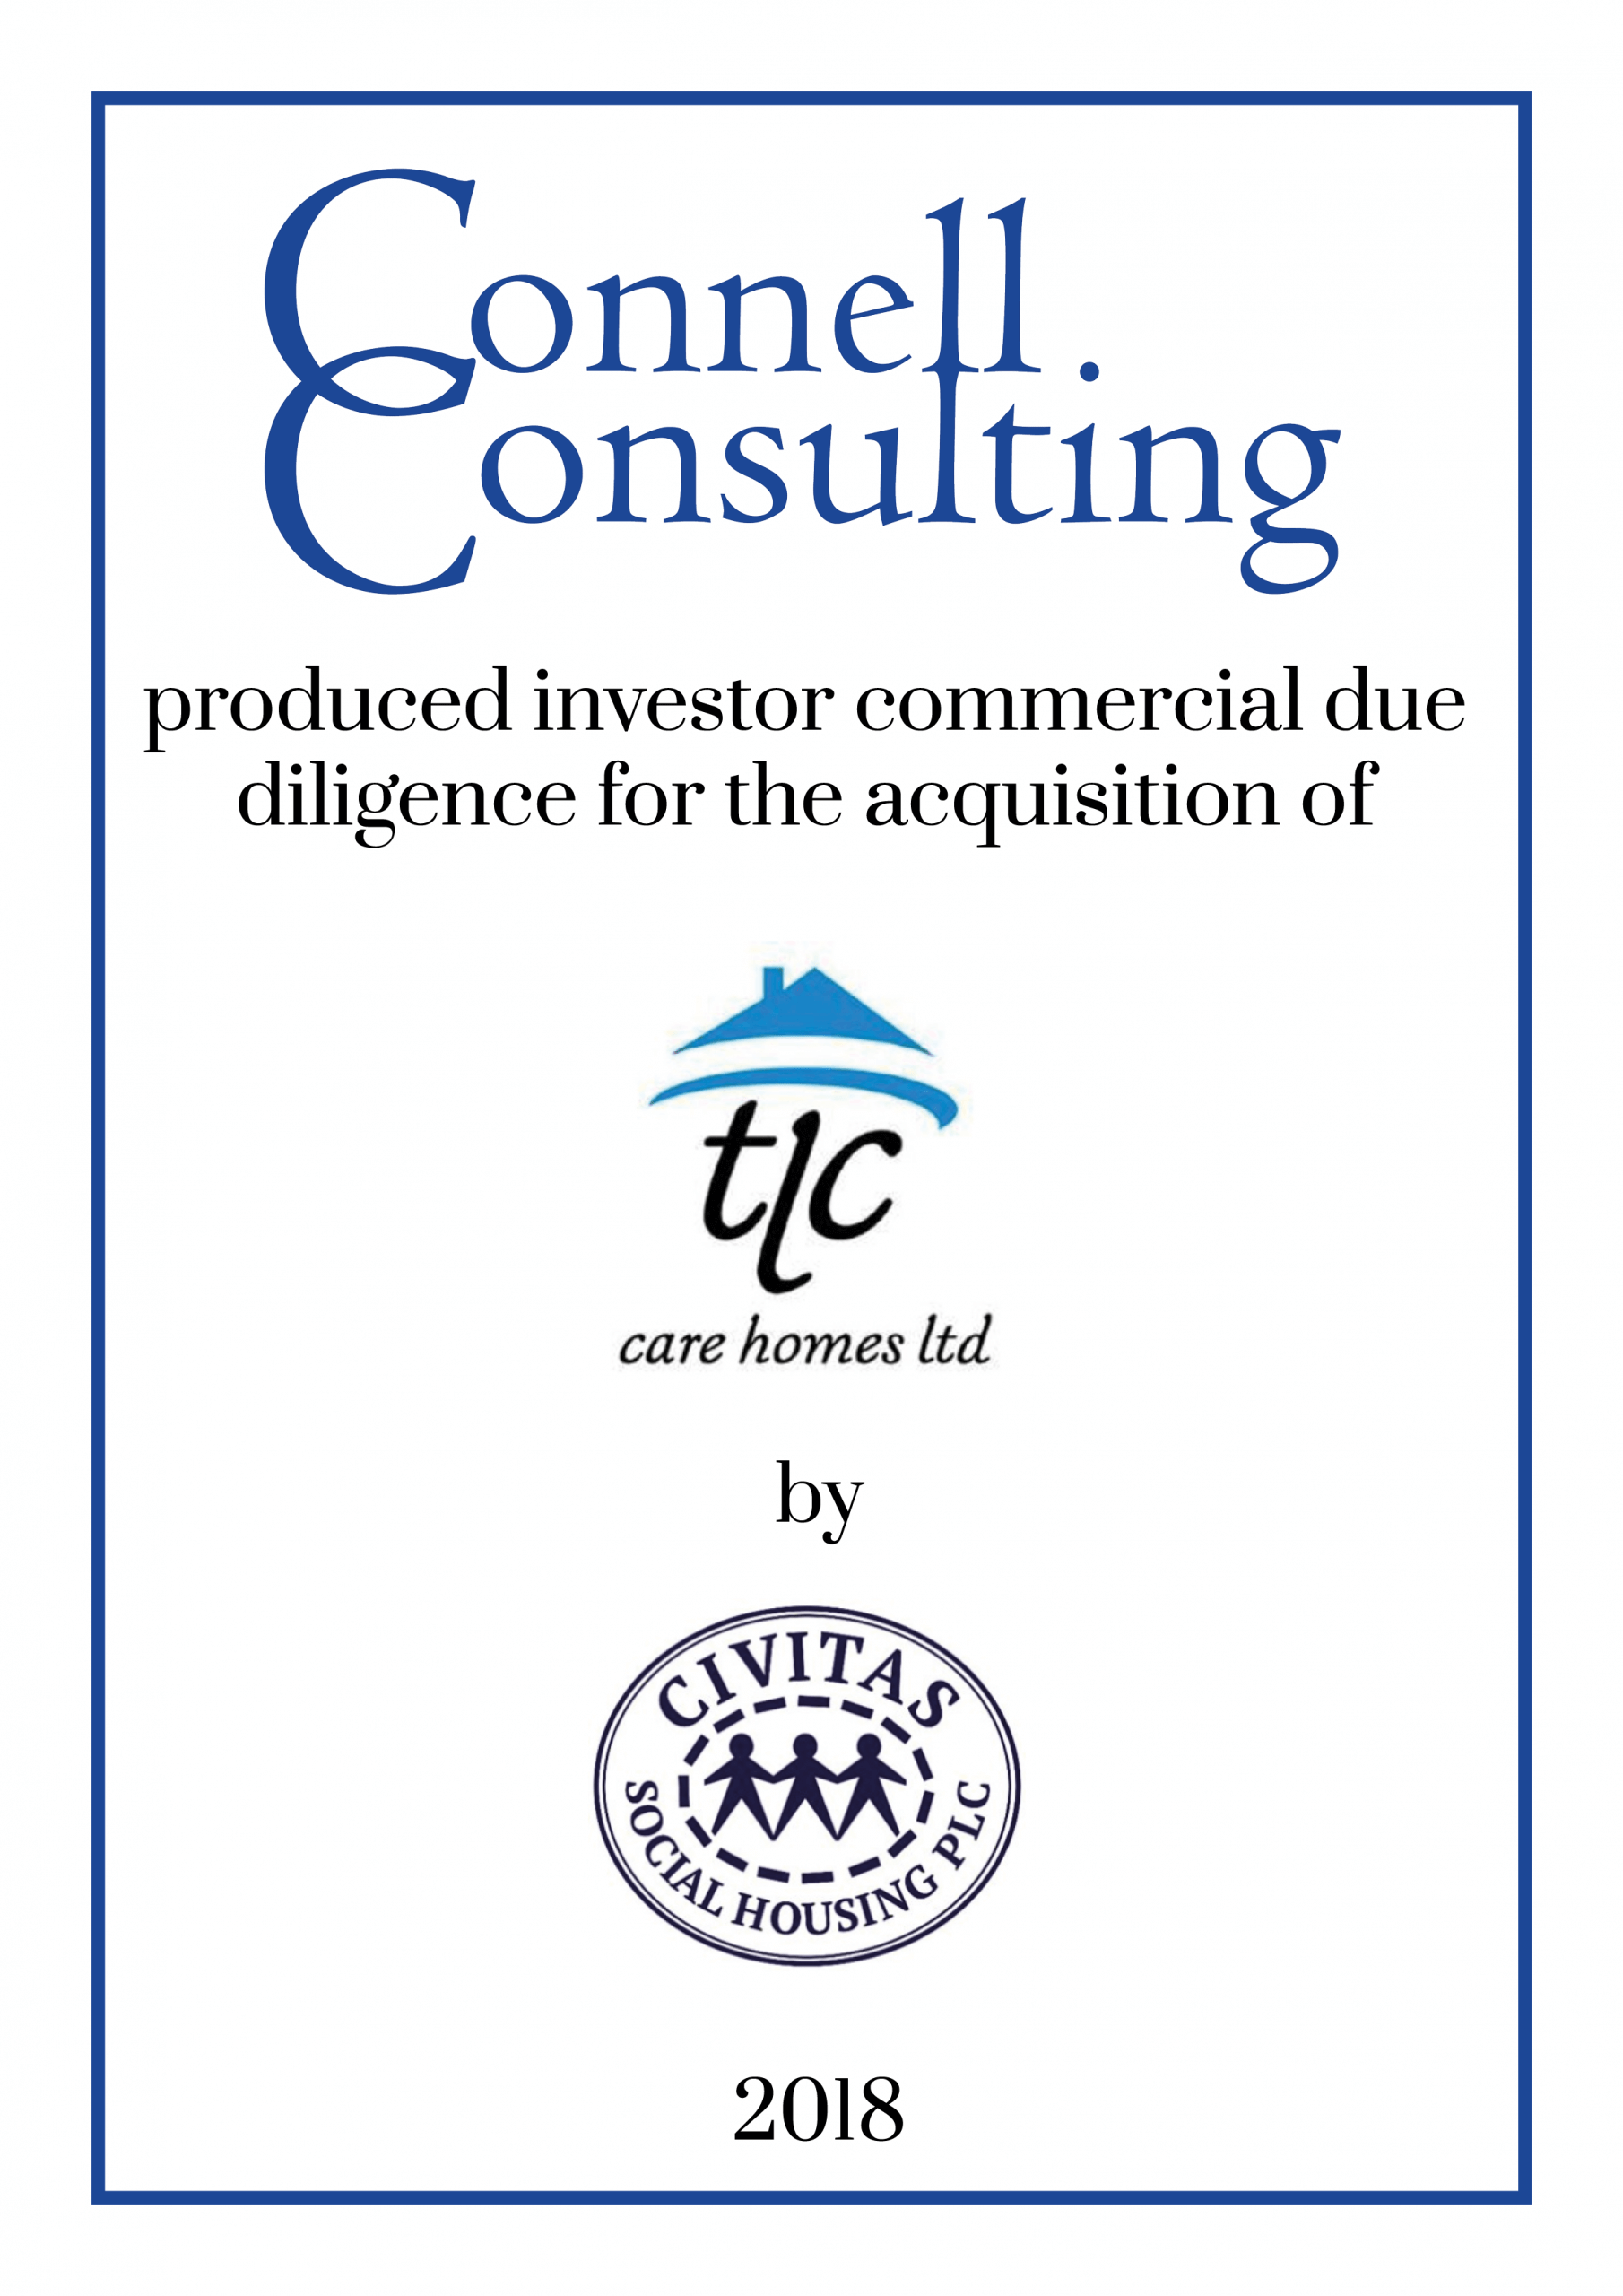 Connell
Consulting
produced investor commercial due
diligence for the acquisition of
tlc
care homes ltd
by
CIVITAS
SOCIAL HOUSING PLC
2018